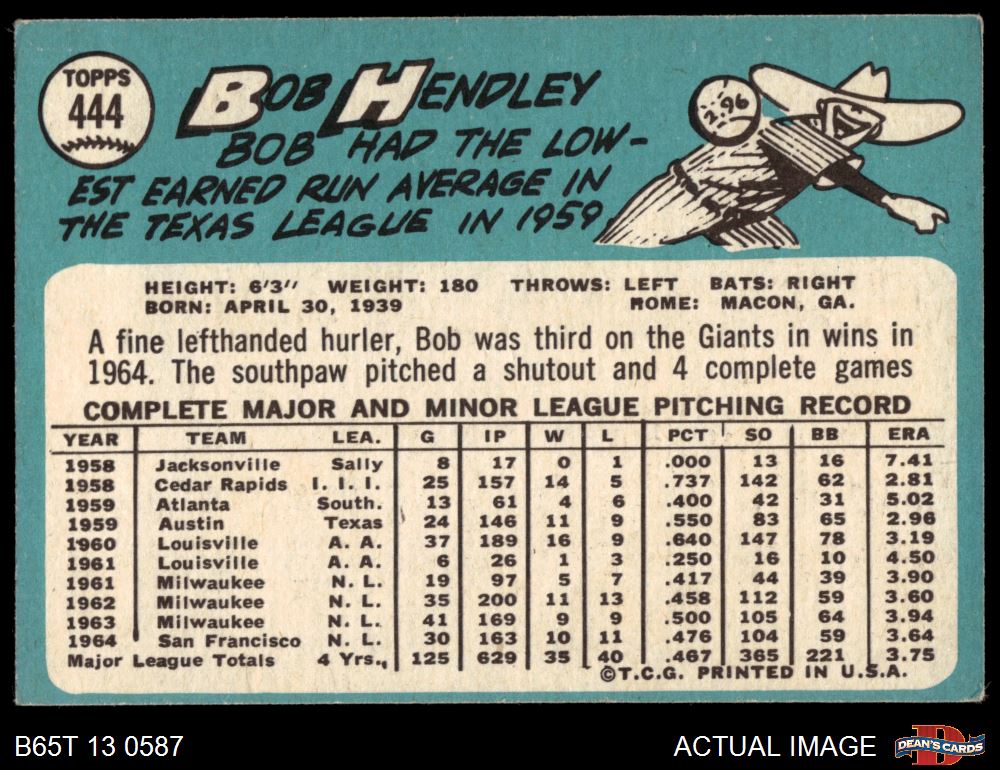 TOPPS
444
BOB HENDLEY
BOB HAD THE LOW-
EST EARNED RUN AVERAGE IN
THE TEXAS LEAGUE IN 1959
2.96
HEIGHT: 6'3" WEIGHT: 180 THROWS: LEFT BATS: RIGHT
BORN: APRIL 30, 1939 HOME: MACON, GA.
A fine lefthanded hurler, Bob was third on the Giants in wins in
1964. The southpaw pitched a shutout and 4 complete games
COMPLETE MAJOR AND MINOR LEAGUE PITCHING RECORD
YEAR TEAM LEA. G IP W L PCT SO BB ERA
1958 Jacksonville Sally 8 17 0 1 .000 13 16 7.41
1958 Cedar Rapids I. I. I. 25 157 14 5 .737 142 62 2.81
1959 Atlanta South. 13 61 4 6 .400 42 31 5.02
1959 Austin Texas 24 146 11 9 .550 83 65 2.96
1960 Louisville A. A. 37 189 16 9 .640 147 78 3.19
1961 Louisville A. A. 6 26 1 3 .250 16 10 4.50
1961 Milwaukee N. L. 19 97 5 7 .417 44 39 3.90
1962 Milwaukee N. L. 35 200 11 13 .458 112 59 3.60
1963 Milwaukee N. L. 41 169 9 9 .500 105 64 3.94
1964 San Francisco N. L. 30 163 10 11 .476 104 59 3.64
Major League Totals 4 Yrs., 125 629 35 40 .467 365 221 3.75
©T.C.G. PRINTED IN U.S.A.
B65T 13 0587
ACTUAL IMAGE
DEAN'S CARDS